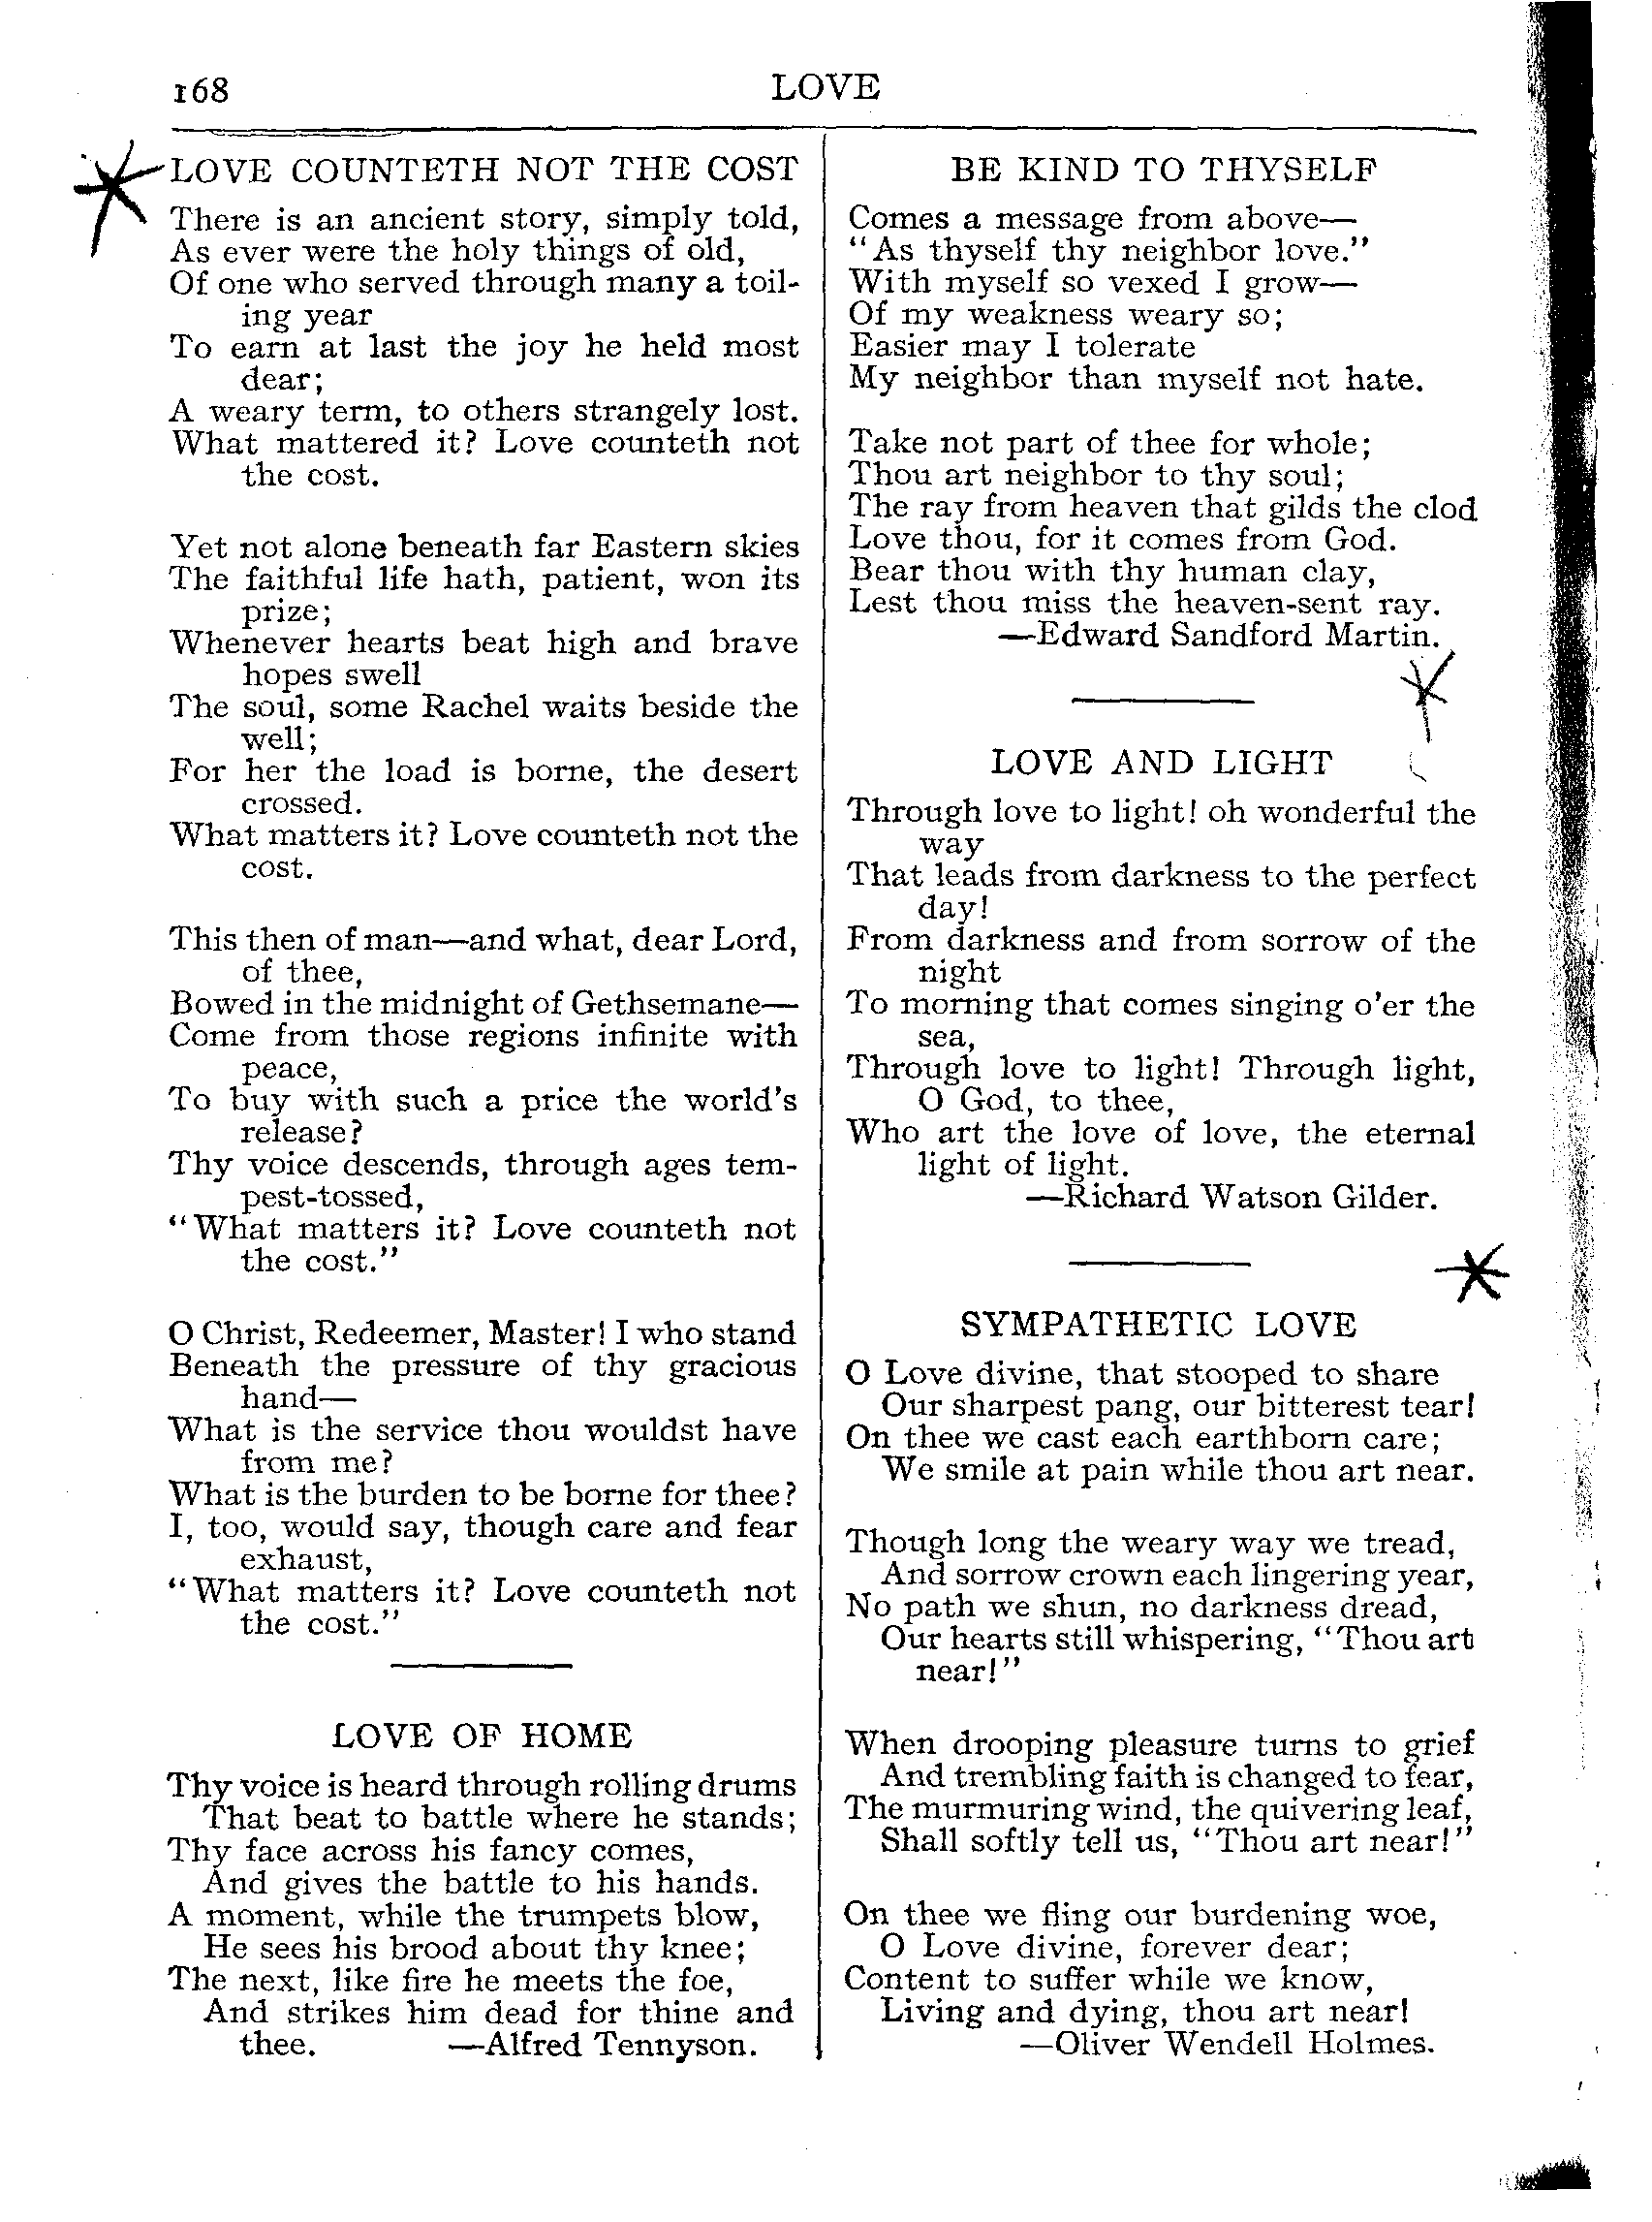 168
LOVE
LOVE COUNTETH NOT THE COST
There is an ancient story, simply told,
As ever were the holy things of old,
Of one who served through many a toil-
ing year
To earn at last the joy he held most
dear;
A weary term, to others strangely lost.
What mattered it? Love counteth not
the cost.
Yet not alone beneath far Eastern skies
The faithful life hath, patient, won its
prize;
Whenever hearts beat high and brave
hopes swell
The soul, some Rachel waits beside the
well;
For her the load is borne, the desert
crossed.
What matters it? Love counteth not the
cost.
This then of man—and what, dear Lord,
of thee,
Bowed in the midnight of Gethsemane—
Come from those regions infinite with
peace,
To buy with such a price the world's
release?
Thy voice descends, through ages tem-
pest-tossed,
"What matters it? Love counteth not
the cost."
O Christ, Redeemer, Master! I who stand
Beneath the pressure of thy gracious
hand—
What is the service thou wouldst have
from me?
What is the burden to be borne for thee?
I, too, would say, though care and fear
exhaust,
"What matters it? Love counteth not
the cost."
LOVE OF HOME
Thy voice is heard through rolling drums
That beat to battle where he stands;
Thy face across his fancy comes,
And gives the battle to his hands.
A moment, while the trumpets blow,
He sees his brood about thy knee;
The next, like fire he meets the foe,
And strikes him dead for thine and
thee. —Alfred Tennyson.
BE KIND TO THYSELF
Comes a message from above—
"As thyself thy neighbor love."
With myself so vexed I grow—
Of my weakness weary so;
Easier may I tolerate
My neighbor than myself not hate.
Take not part of thee for whole;
Thou art neighbor to thy soul;
The ray from heaven that gilds the clod
Love thou, for it comes from God.
Bear thou with thy human clay,
Lest thou miss the heaven-sent ray.
—Edward Sandford Martin.
LOVE AND LIGHT
Through love to light! oh wonderful the
way
That leads from darkness to the perfect
day!
From darkness and from sorrow of the
night
To morning that comes singing o'er the
sea,
Through love to light! Through light,
O God, to thee,
Who art the love of love, the eternal
light of light.
—Richard Watson Gilder.
SYMPATHETIC LOVE
O Love divine, that stooped to share
Our sharpest pang, our bitterest tear!
On thee we cast each earthborn care;
We smile at pain while thou art near.
Though long the weary way we tread,
And sorrow crown each lingering year,
No path we shun, no darkness dread,
Our hearts still whispering, "Thou art
near!"
When drooping pleasure turns to grief
And trembling faith is changed to fear,
The murmuring wind, the quivering leaf,
Shall softly tell us, "Thou art near!"
On thee we fling our burdening woe,
O Love divine, forever dear;
Content to suffer while we know,
Living and dying, thou art near!
—Oliver Wendell Holmes.